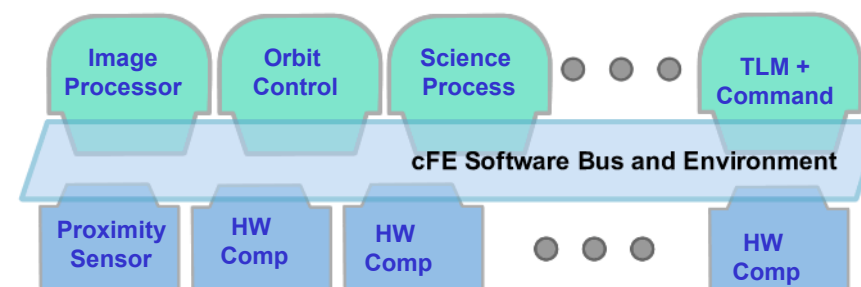 Image
Processor
Orbit
Control
Science
Process
TLM +
Command
cFE Software Bus and Environment
Proximity
Sensor
HW
Comp
HW
Comp
HW
Comp